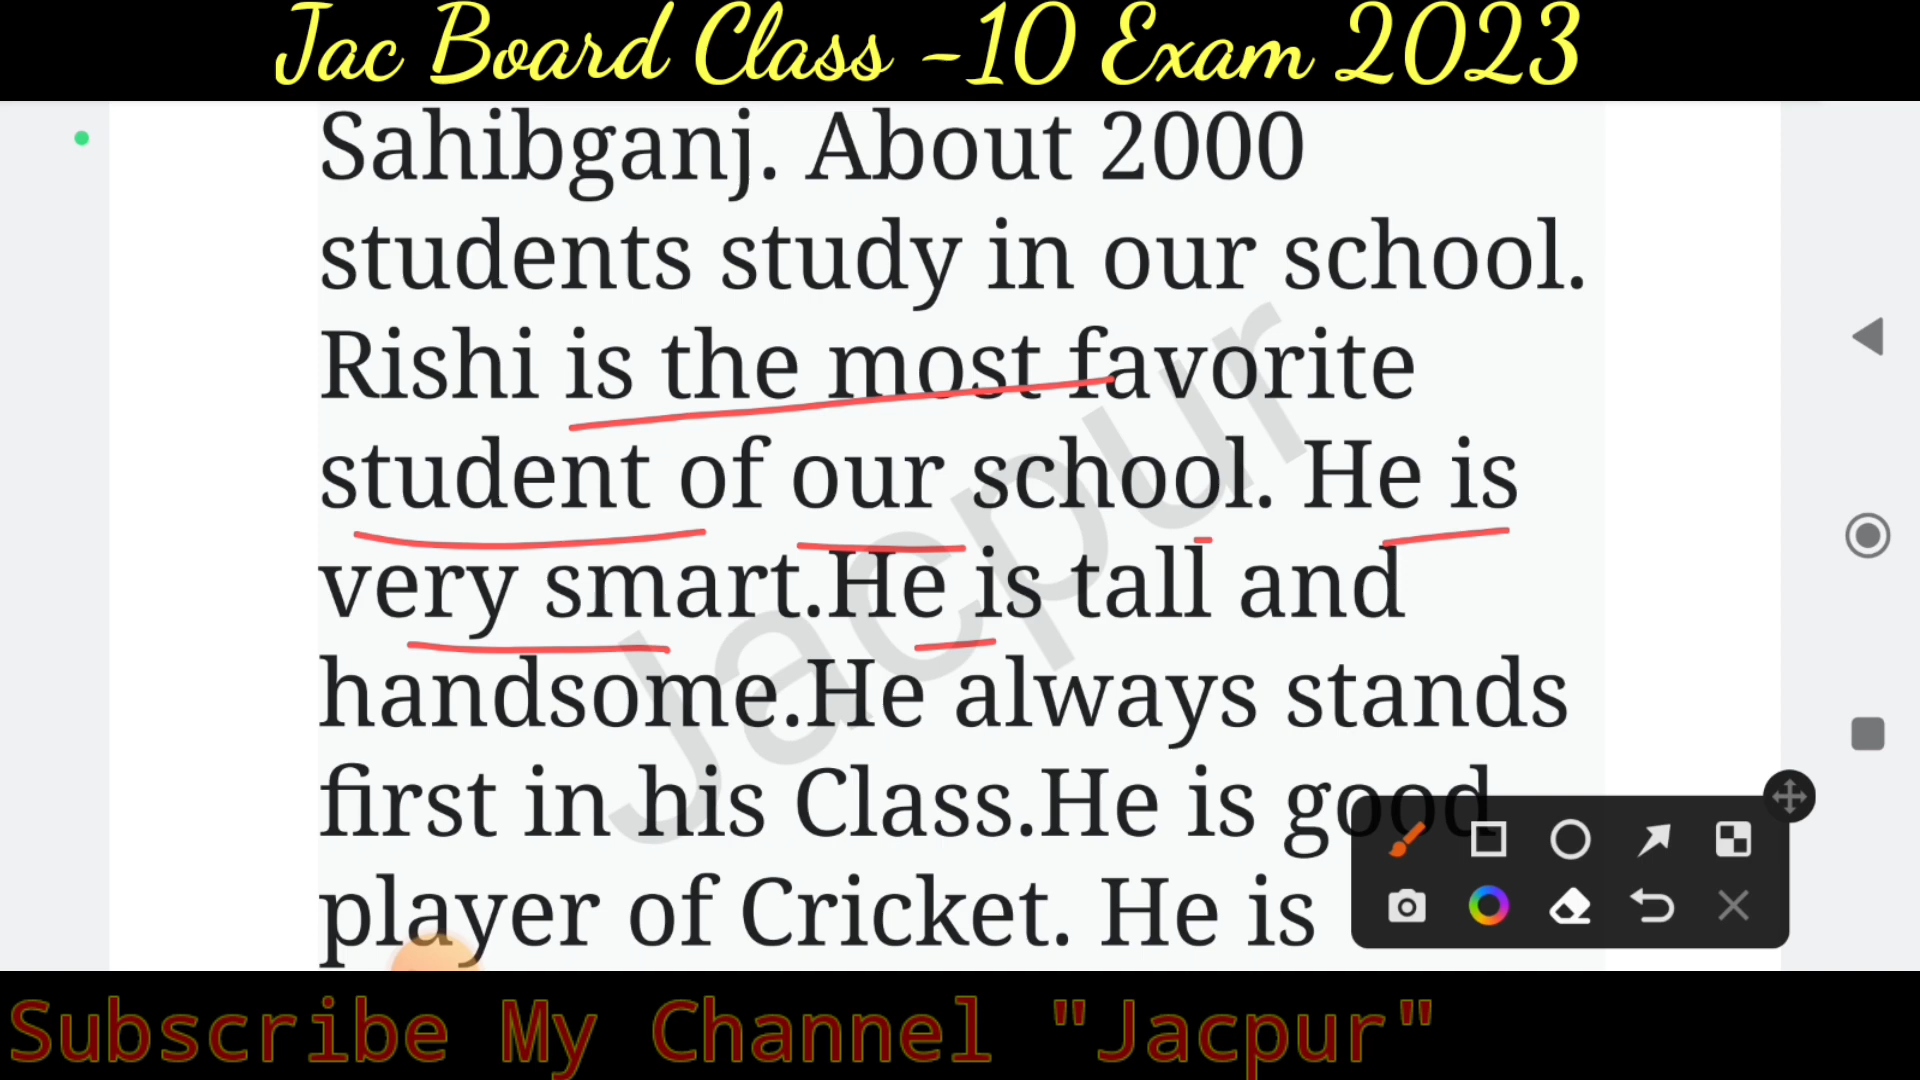 Jac Board Class -10 Exam 2023
Sahibganj. About 2000
students study in our school.
Rishi is the most favorite
student of our school. He is
very smart.He is tall and
handsome.He always stands
first in his Class.He is good
player of Cricket. He is
Jacpur
Subscribe My Channel "Jacpur"